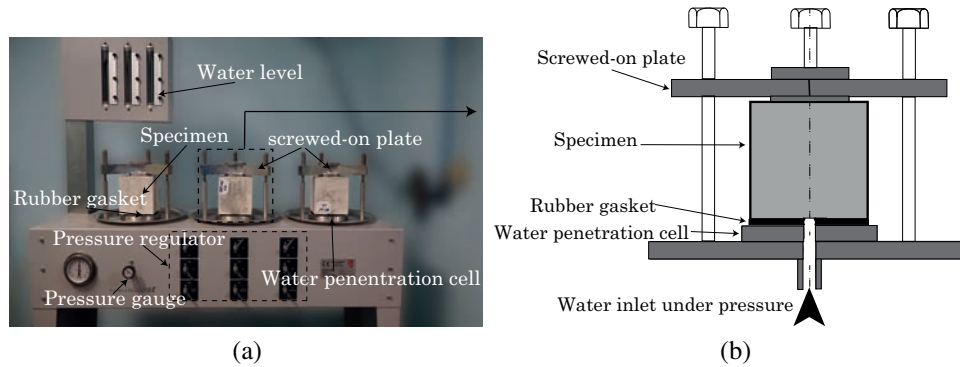 Water level
Specimen
screwed-on plate
Rubber gasket
Pressure regulator
Water penentration cell
Pressure gauge
(a)
Screwed-on plate
Specimen
Rubber gasket
Water penetration cell
Water inlet under pressure
(b)